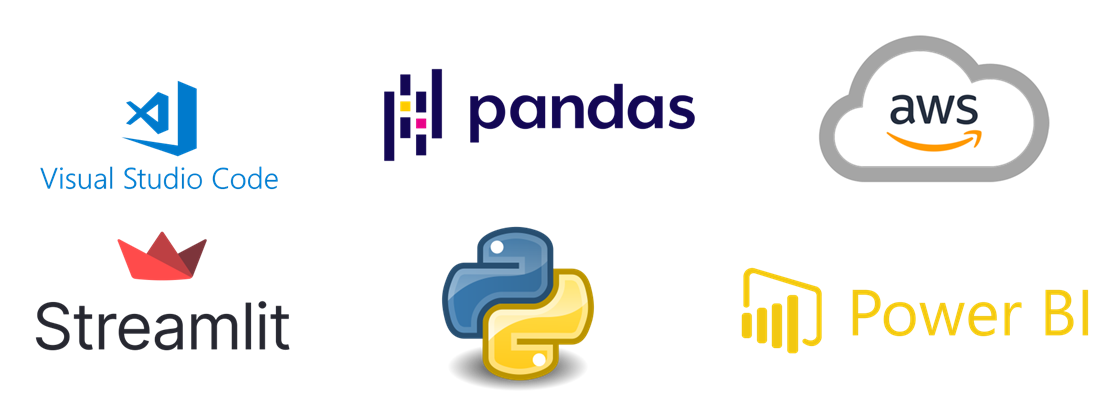 pandas
aws
Visual Studio Code
Streamlit
Power BI